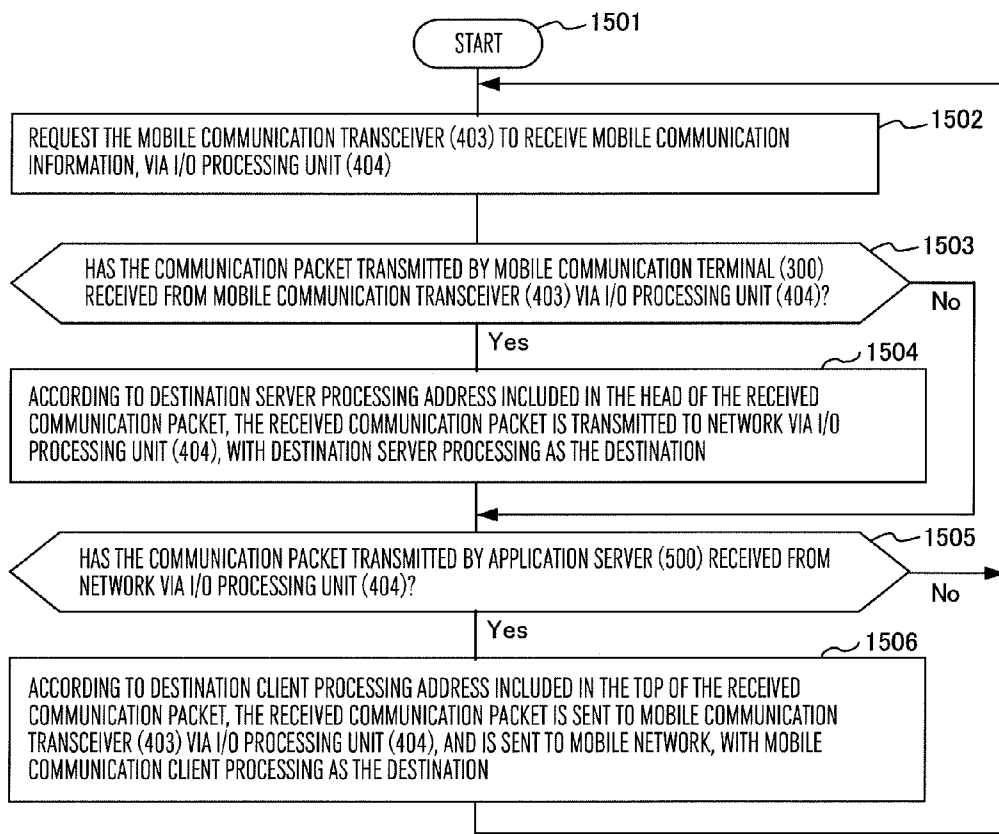 1501
START
1502
REQUEST THE MOBILE COMMUNICATION TRANSCEIVER (403) TO RECEIVE MOBILE COMMUNICATION
INFORMATION, VIA I/O PROCESSING UNIT (404)
1503
HAS THE COMMUNICATION PACKET TRANSMITTED BY MOBILE COMMUNICATION TERMINAL (300)
RECEIVED FROM MOBILE COMMUNICATION TRANSCEIVER (403) VIA I/O PROCESSING UNIT (404)?
No
Yes
1504
ACCORDING TO DESTINATION SERVER PROCESSING ADDRESS INCLUDED IN THE HEAD OF THE RECEIVED
COMMUNICATION PACKET, THE RECEIVED COMMUNICATION PACKET IS TRANSMITTED TO NETWORK VIA I/O
PROCESSING UNIT (404), WITH DESTINATION SERVER PROCESSING AS THE DESTINATION
1505
HAS THE COMMUNICATION PACKET TRANSMITTED BY APPLICATION SERVER (500) RECEIVED FROM
NETWORK VIA I/O PROCESSING UNIT (404)?
No
Yes
1506
ACCORDING TO DESTINATION CLIENT PROCESSING ADDRESS INCLUDED IN THE TOP OF THE RECEIVED
COMMUNICATION PACKET, THE RECEIVED COMMUNICATION PACKET IS SENT TO MOBILE COMMUNICATION
TRANSCEIVER (403) VIA I/O PROCESSING UNIT (404), AND IS SENT TO MOBILE NETWORK, WITH MOBILE
COMMUNICATION CLIENT PROCESSING AS THE DESTINATION